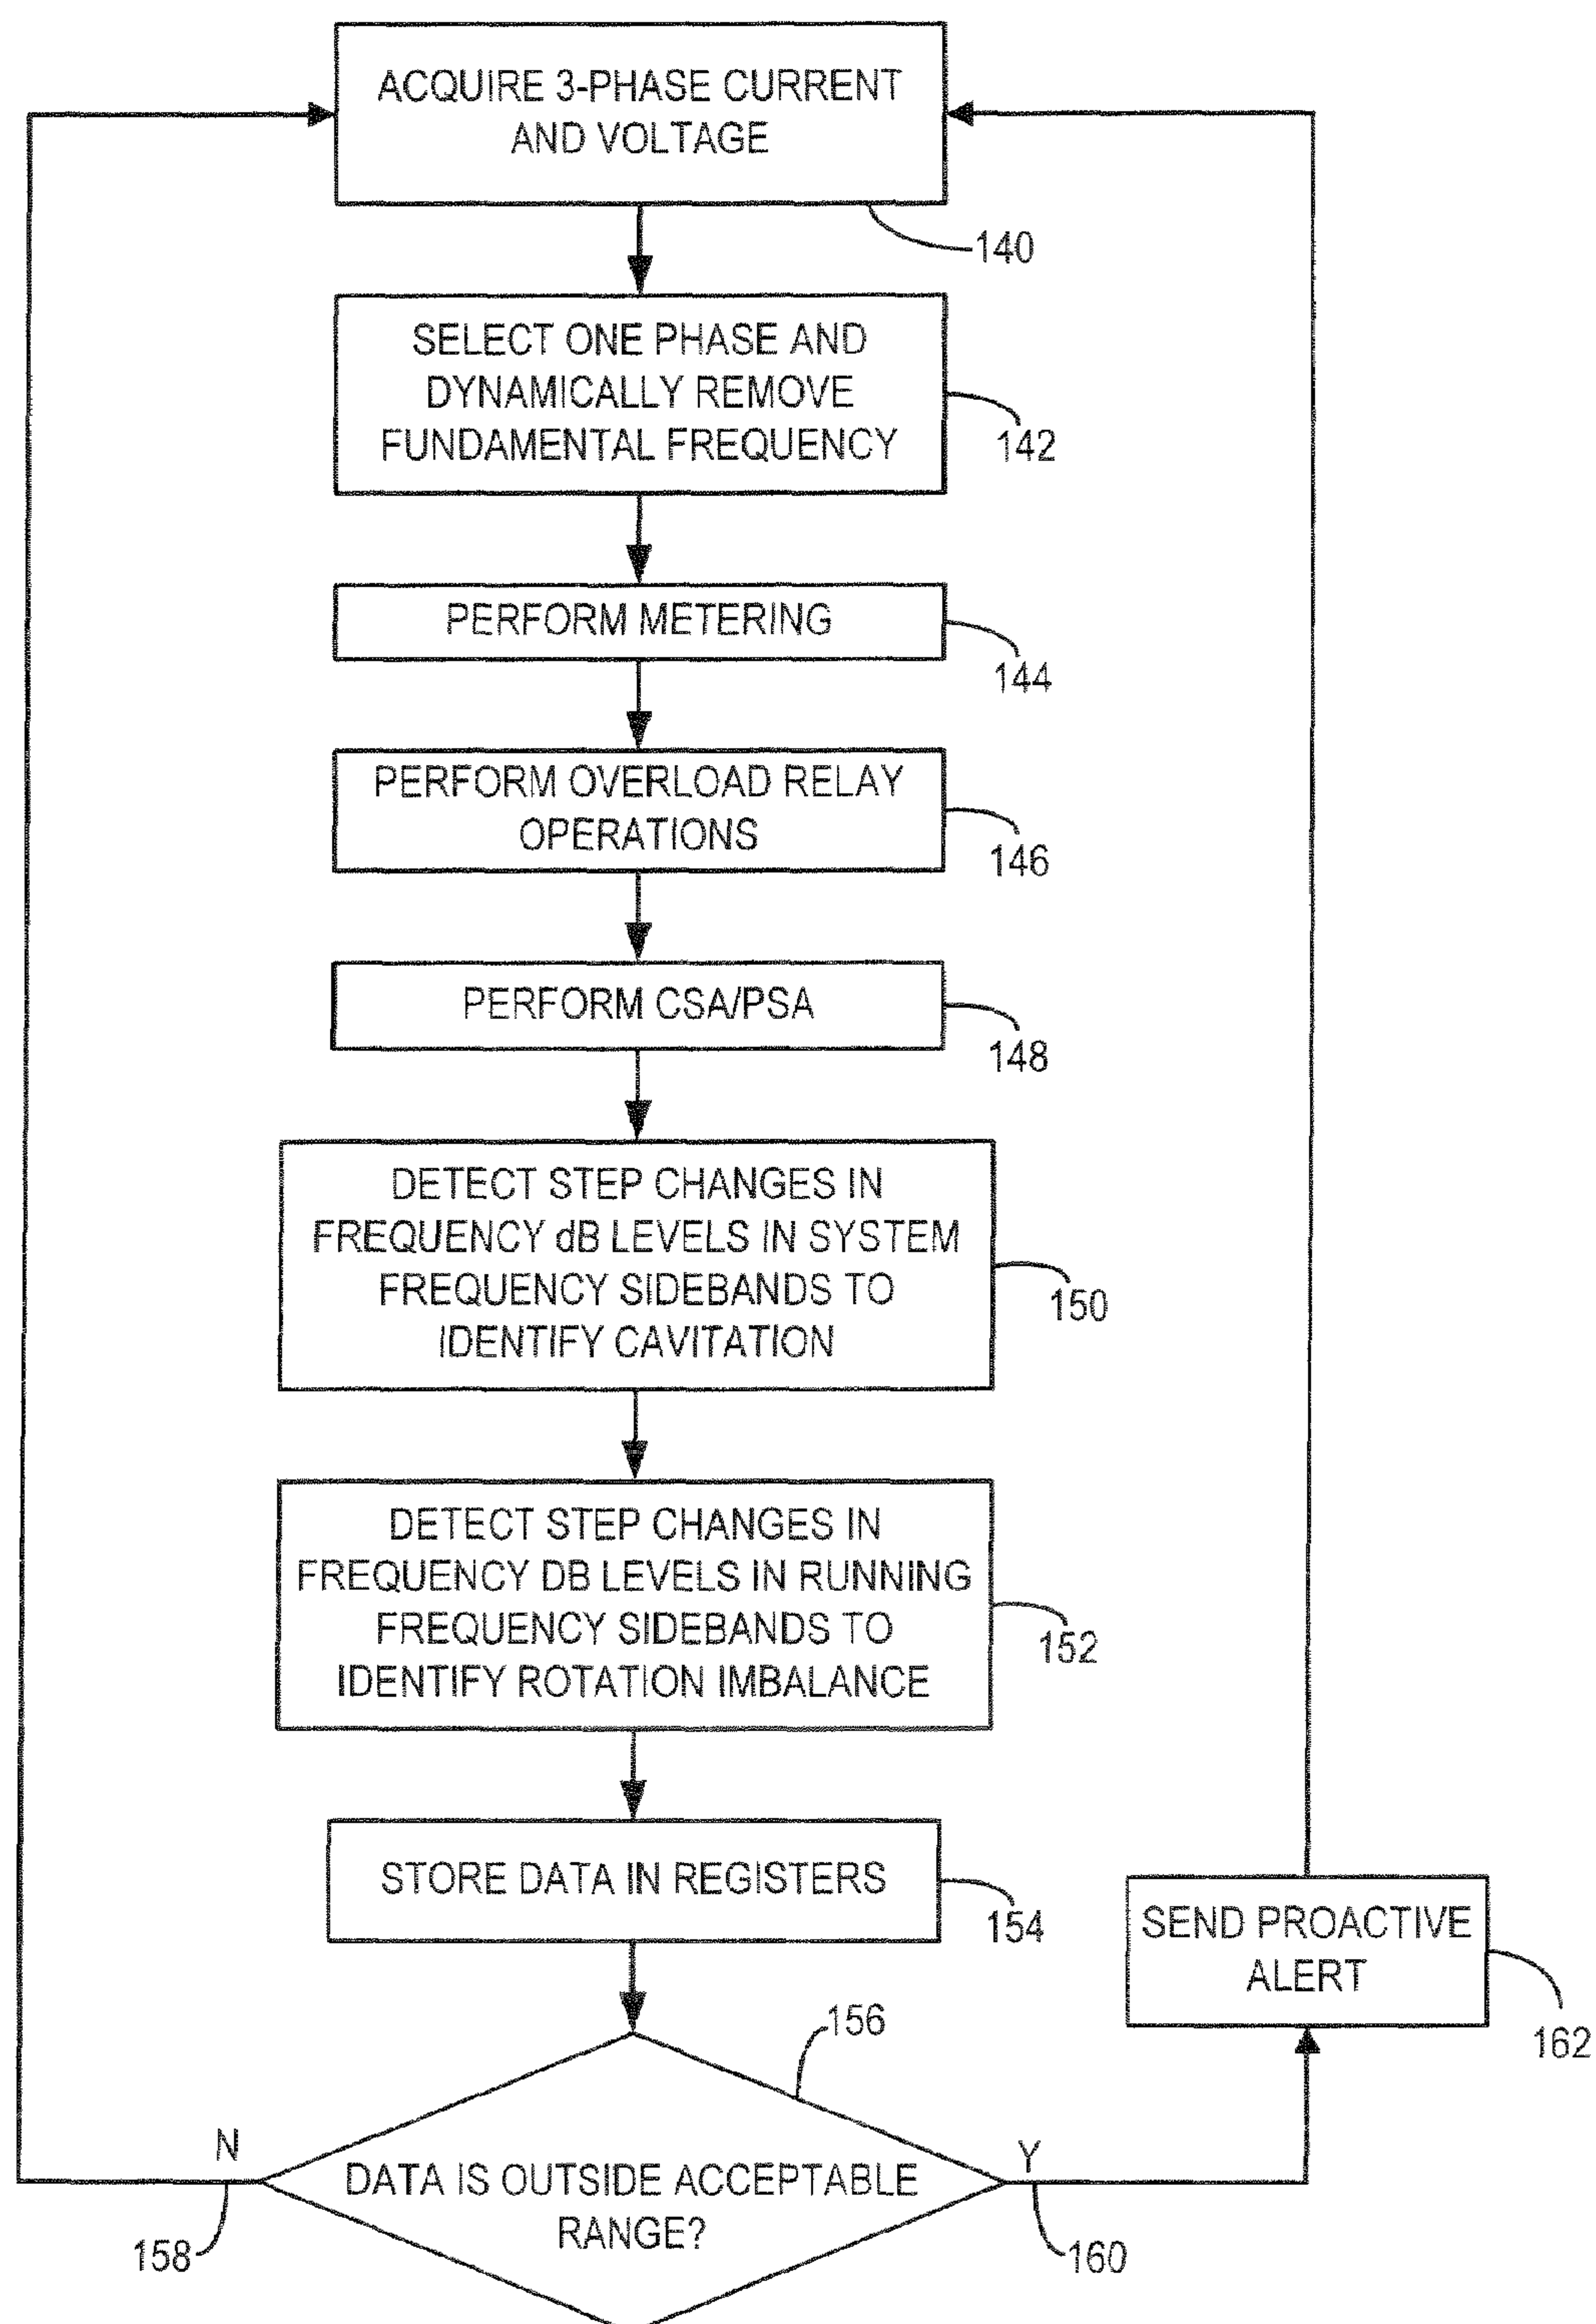 ACQUIRE 3-PHASE CURRENT
AND VOLTAGE
140
SELECT ONE PHASE AND
DYNAMICALLY REMOVE
FUNDAMENTAL FREQUENCY
142
PERFORM METERING
144
PERFORM OVERLOAD RELAY
OPERATIONS
146
PERFORM CSA/PSA
148
DETECT STEP CHANGES IN
FREQUENCY dB LEVELS IN SYSTEM
FREQUENCY SIDEBANDS TO
IDENTIFY CAVITATION
150
DETECT STEP CHANGES IN
FREQUENCY DB LEVELS IN RUNNING
FREQUENCY SIDEBANDS TO
IDENTIFY ROTATION IMBALANCE
152
STORE DATA IN REGISTERS
154
SEND PROACTIVE
ALERT
162
156
N
Y
DATA IS OUTSIDE ACCEPTABLE
RANGE?
158
160